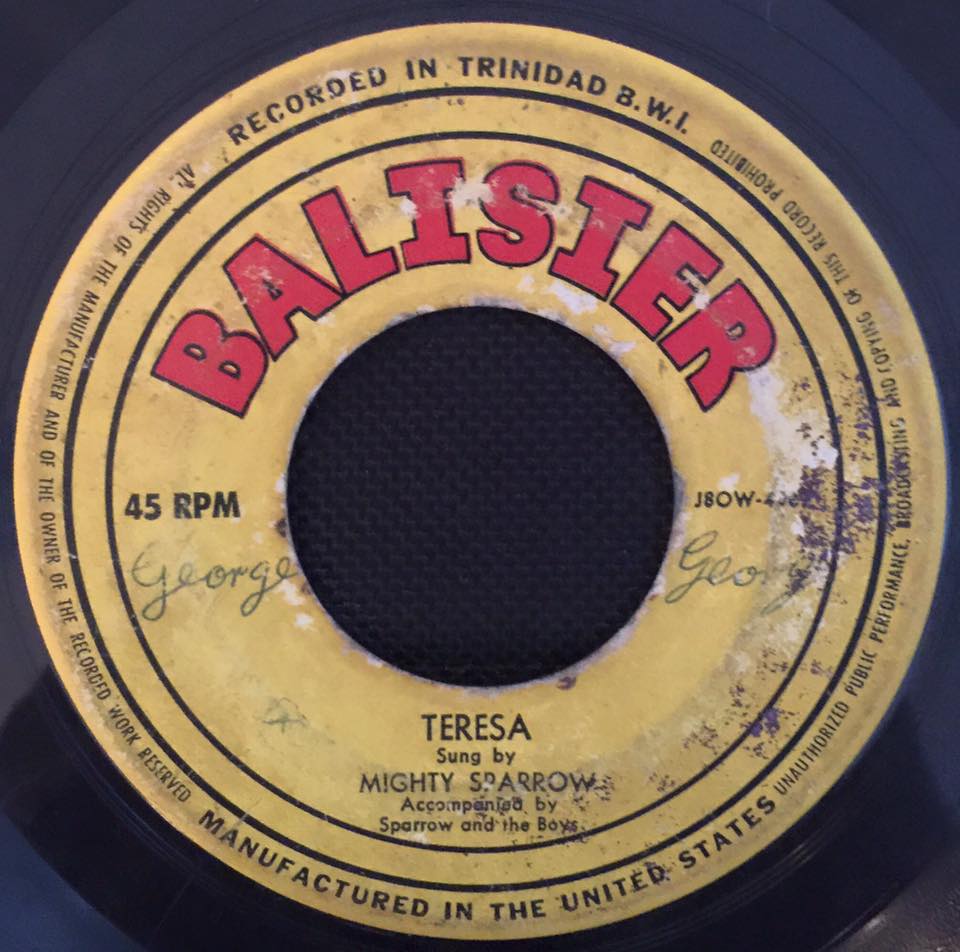 RECORDED IN TRINIDAD B.W.I.
BALISIER
45 RPM
George
TERESA
Sung by
MIGHTY SPARROW
Accompanied by
Sparrow and the Boys
MANUFACTURED IN THE UNITED STATES
ALL RIGHTS OF THE MANUFACTURER AND OF THE OWNER OF THE RECORDED WORK RESERVED
UNAUTHORIZED PUBLIC PERFORMANCE, BROADCASTING AND COPYING OF THIS RECORD PROHIBITED